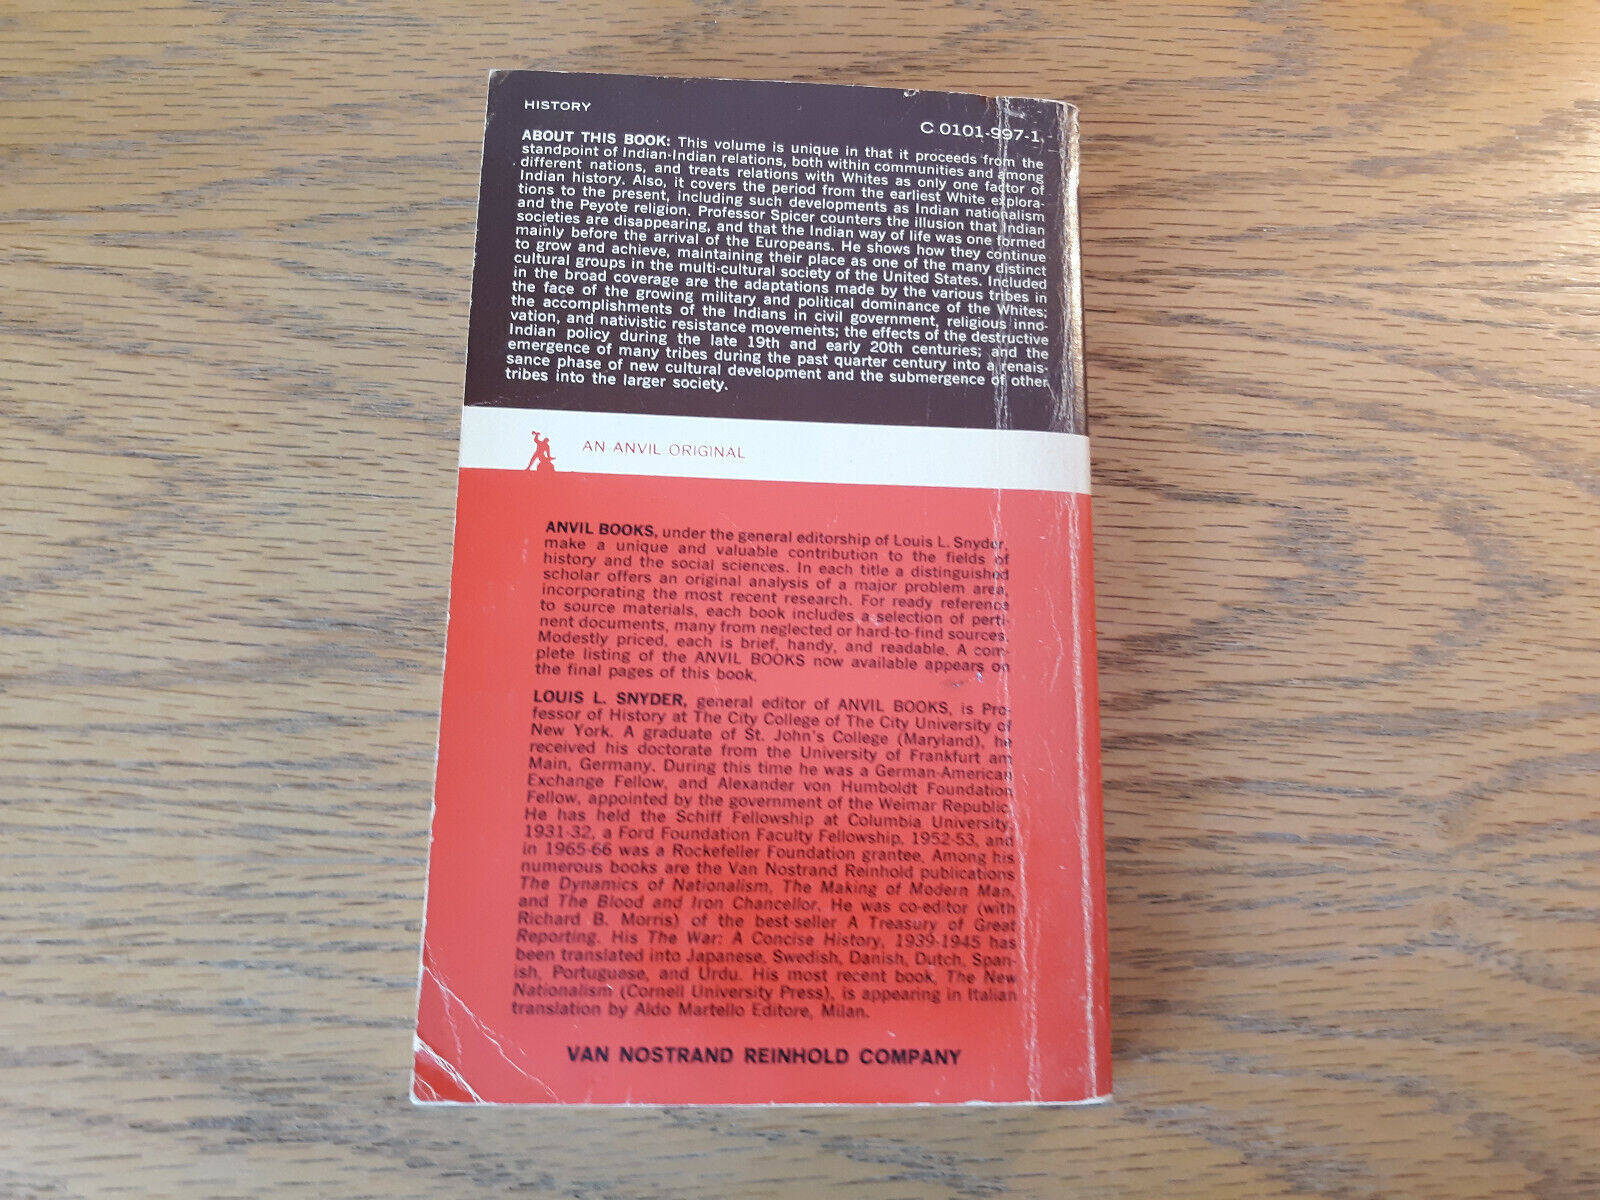 HISTORY
C 0101-997-1
ABOUT THIS BOOK: This volume is unique in that it proceeds from the
standpoint of Indian-Indian relations, both within communities and among
different nations, and treats relations with Whites as only one factor of
Indian history. Also, it covers the period from the earliest White explora-
tions to the present, including such developments as Indian nationalism
and the Peyote religion. Professor Spicer counters the illusion that Indian
societies are disappearing, and that the Indian way of life was one formed
mainly before the arrival of the Europeans. He shows how they continue
to grow and achieve, maintaining their place as one of the many distinct
cultural groups in the multi-cultural society of the United States. Included
in the broad coverage are the adaptations made by the various tribes in
the face of the growing military and political dominance of the Whites;
the accomplishments of the Indians in civil government, religious inno-
vation, and nativistic resistance movements; the effects of the destructive
Indian policy during the late 19th and early 20th centuries; and the
emergence of many tribes during the past quarter century into a renais-
sance phase of new cultural development and the submergence of other
tribes into the larger society.
AN ANVIL ORIGINAL
ANVIL BOOKS, under the general editorship of Louis L. Snyder,
make a unique and valuable contribution to the fields of
history and the social sciences. In each title a distinguished
scholar offers an original analysis of a major problem area,
incorporating the most recent research. For ready reference
to source materials, each book includes a selection of perti-
nent documents, many from neglected or hard-to-find sources.
Modestly priced, each is brief, handy, and readable. A com-
plete listing of the ANVIL BOOKS now available appears on
the final pages of this book.
LOUIS L. SNYDER, general editor of ANVIL BOOKS, is Pro-
fessor of History at The City College of The City University of
New York. A graduate of St. John's College (Maryland), he
received his doctorate from the University of Frankfurt am
Main, Germany. During this time he was a German-American
Exchange Fellow, and Alexander von Humboldt Foundation
Fellow, appointed by the government of the Weimar Republic.
He has held the Schiff Fellowship at Columbia University,
1931-32, a Ford Foundation Faculty Fellowship, 1952-53, and
in 1965-66 was a Rockefeller Foundation grantee. Among his
numerous books are the Van Nostrand Reinhold publications
The Dynamics of Nationalism, The Making of Modern Man,
and The Blood and Iron Chancellor. He was co-editor (with
Richard B. Morris) of the best-seller A Treasury of Great
Reporting. His The War: A Concise History, 1939-1945 has
been translated into Japanese, Swedish, Danish, Dutch, Span-
ish, Portuguese, and Urdu. His most recent book, The New
Nationalism (Cornell University Press), is appearing in Italian
translation by Aldo Martello Editore, Milan.
VAN NOSTRAND REINHOLD COMPANY